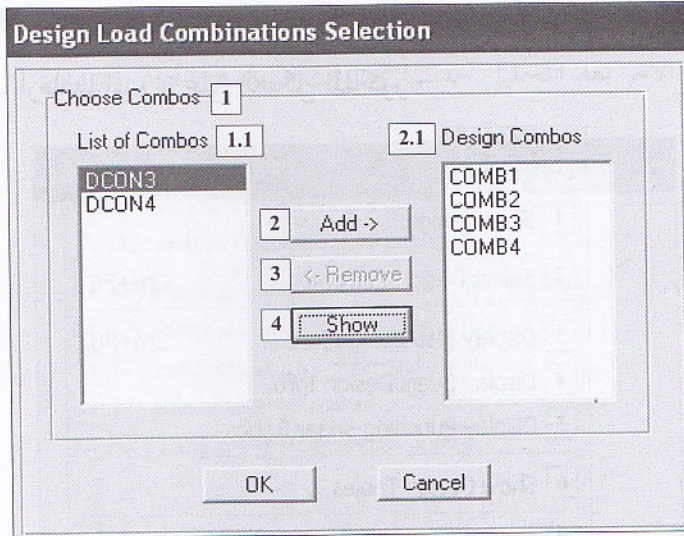 Design Load Combinations Selection
Choose Combos 1
List of Combos 1.1
2.1 Design Combos
DCON3
DCON4
COMB1
COMB2
COMB3
COMB4
2 Add ->
3 <- Remove
4 Show
OK
Cancel